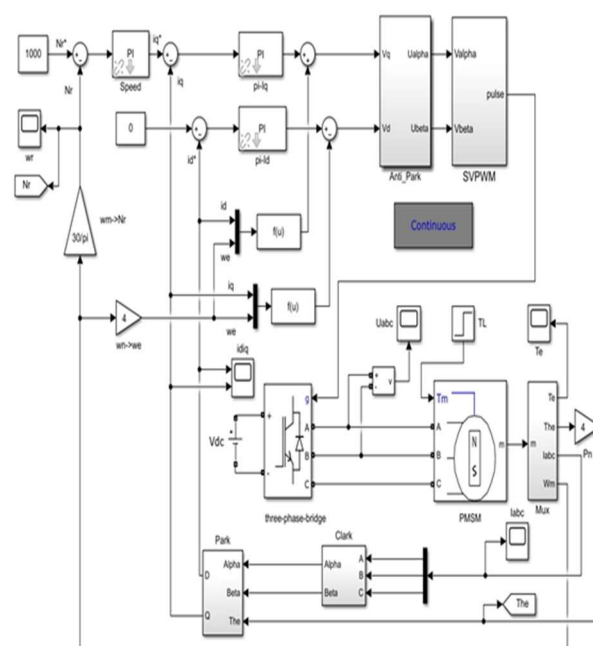 1000
Nr*
Nr
PI
Speed
iq*
iq
PI
pi-Iq
0
id*
PI
pi-Id
Vq
Vd
Ualpha
Ubeta
Anti_Park
Valpha
Vbeta
pulse
SVPWM
wr
Nr
30/pi
wm->Nr
id
we
f(u)
iq
we
f(u)
Continuous
4
wn->we
idiq
Uabc
TL
Te
+
-
v
Vdc
+
-
g
A
B
C
three-phase-bridge
Tm
A
B
C
N
S
m
PMSM
m
Te
The
Iabc
Wm
Mux
4
Pn
Iabc
Park
D
Q
Alpha
Beta
The
Clark
Alpha
Beta
A
B
C
The